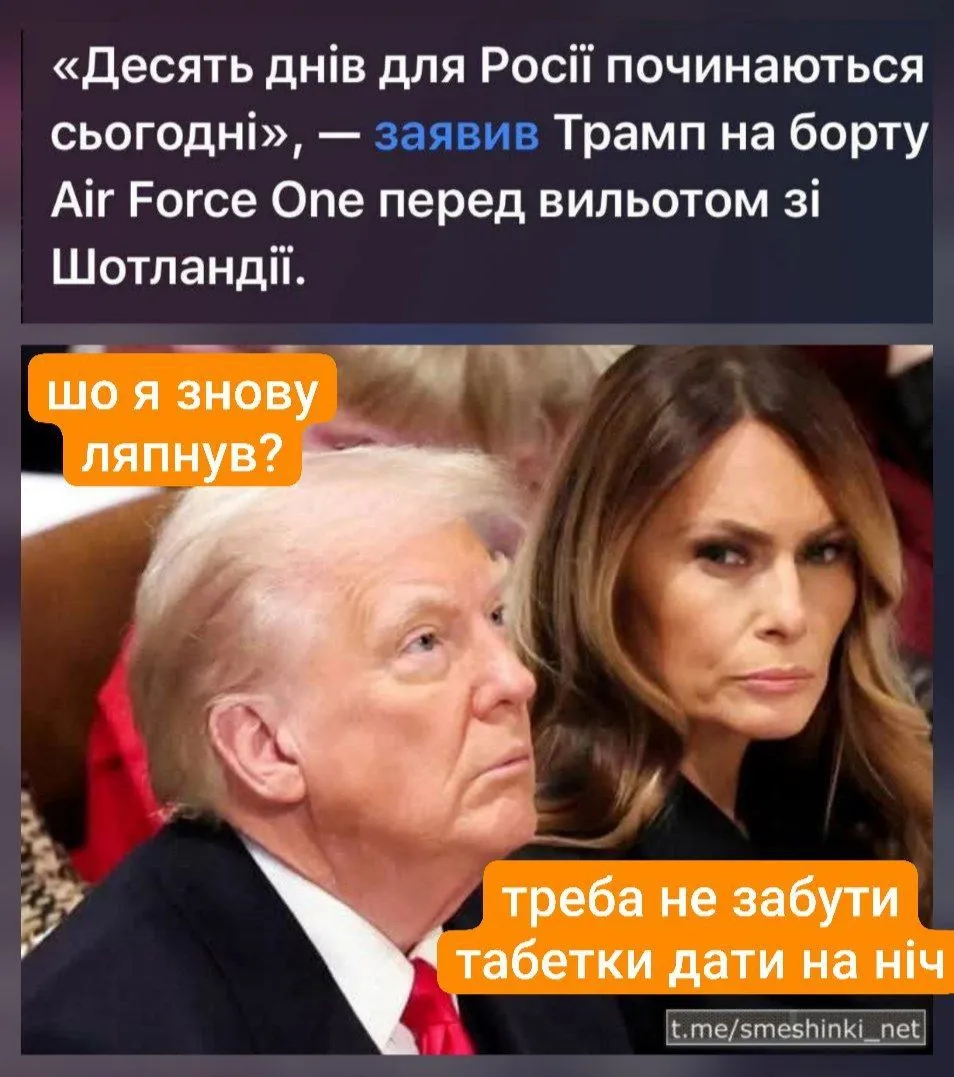 «Десять днів для Росії починаються
сьогодні», — заявив Трамп на борту
Air Force One перед вильотом зі
Шотландії.
шо я знову
ляпнув?
треба не забути
табетки дати на ніч
t.me/smeshinki_net